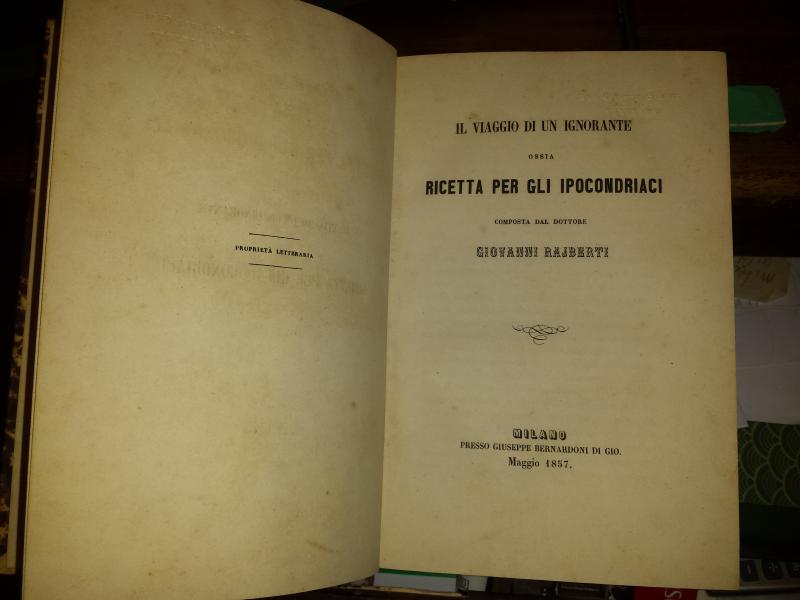 PROPRIETÀ LETTERARIA
IL VIAGGIO DI UN IGNORANTE
OSSIA
RICETTA PER GLI IPOCONDRIACI
COMPOSTA DAL DOTTORE
GIOVANNI RAJBERTI
MILANO
PRESSO GIUSEPPE BERNARDONI DI GIO.
Maggio 1857.